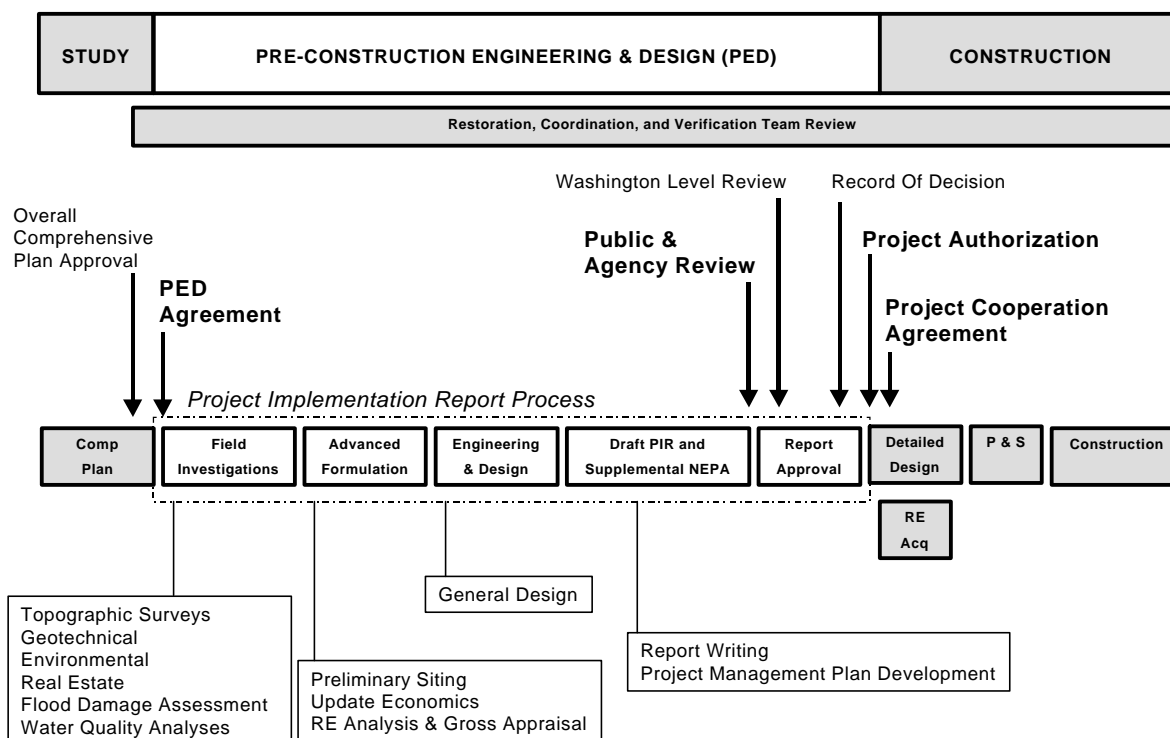 STUDY
PRE-CONSTRUCTION ENGINEERING & DESIGN (PED)
CONSTRUCTION
Restoration, Coordination, and Verification Team Review
Washington Level Review
Record Of Decision
Overall
Comprehensive
Plan Approval
Public &
Agency Review
Project Authorization
PED
Agreement
Project Cooperation
Agreement
Project Implementation Report Process
Comp
Plan
Field
Investigations
Advanced
Formulation
Engineering
& Design
Draft PIR and
Supplemental NEPA
Report
Approval
Detailed
Design
P & S
Construction
RE
Acq
General Design
Topographic Surveys
Geotechnical
Environmental
Real Estate
Flood Damage Assessment
Water Quality Analyses
Preliminary Siting
Update Economics
RE Analysis & Gross Appraisal
Report Writing
Project Management Plan Development